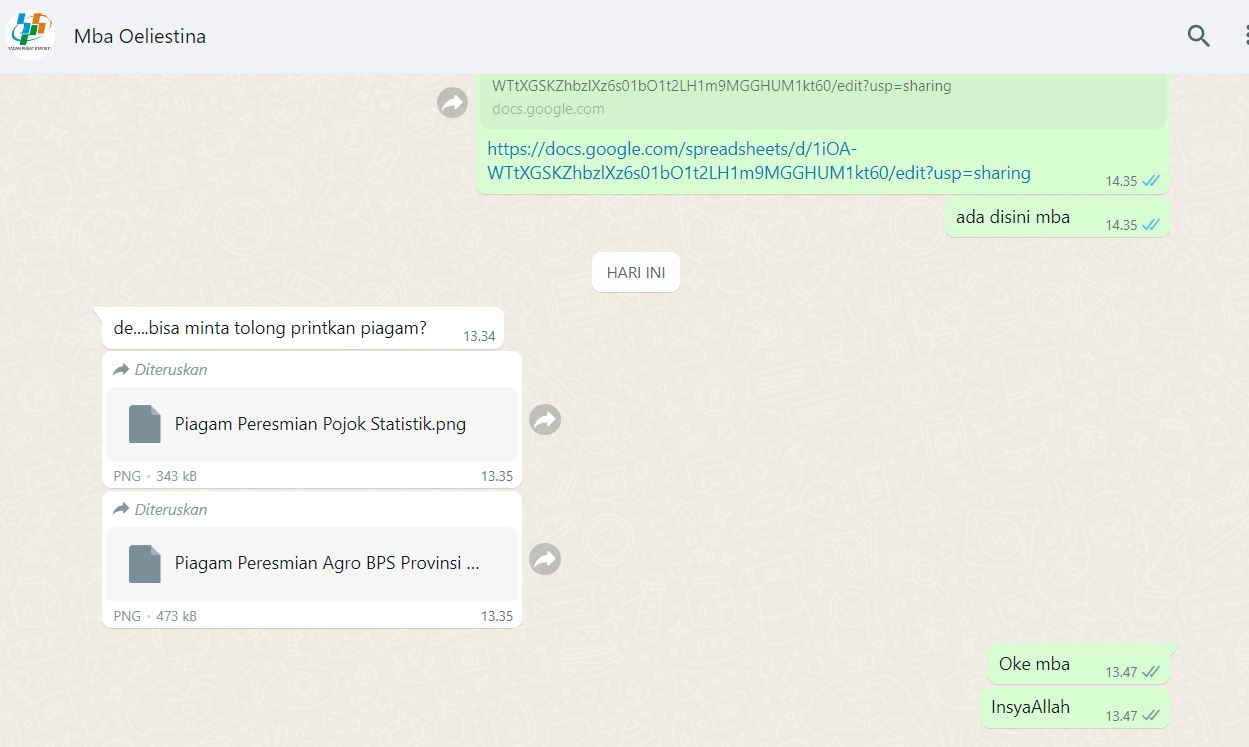 Mba Oeliestina
WTtXGSKZhbzlXz6s01bO1t2LH1m9MGGHUM1kt60/edit?usp=sharing
docs.google.com
https://docs.google.com/spreadsheets/d/1iOA-
WTtXGSKZhbzlXz6s01bO1t2LH1m9MGGHUM1kt60/edit?usp=sharing
14.35
ada disini mba
14.35
HARI INI
de....bisa minta tolong printkan piagam?
13.34
Diteruskan
Piagam Peresmian Pojok Statistik.png
PNG • 343 kB
13.35
Diteruskan
Piagam Peresmian Agro BPS Provinsi ...
PNG • 473 kB
13.35
Oke mba
13.47
InsyaAllah
13.47